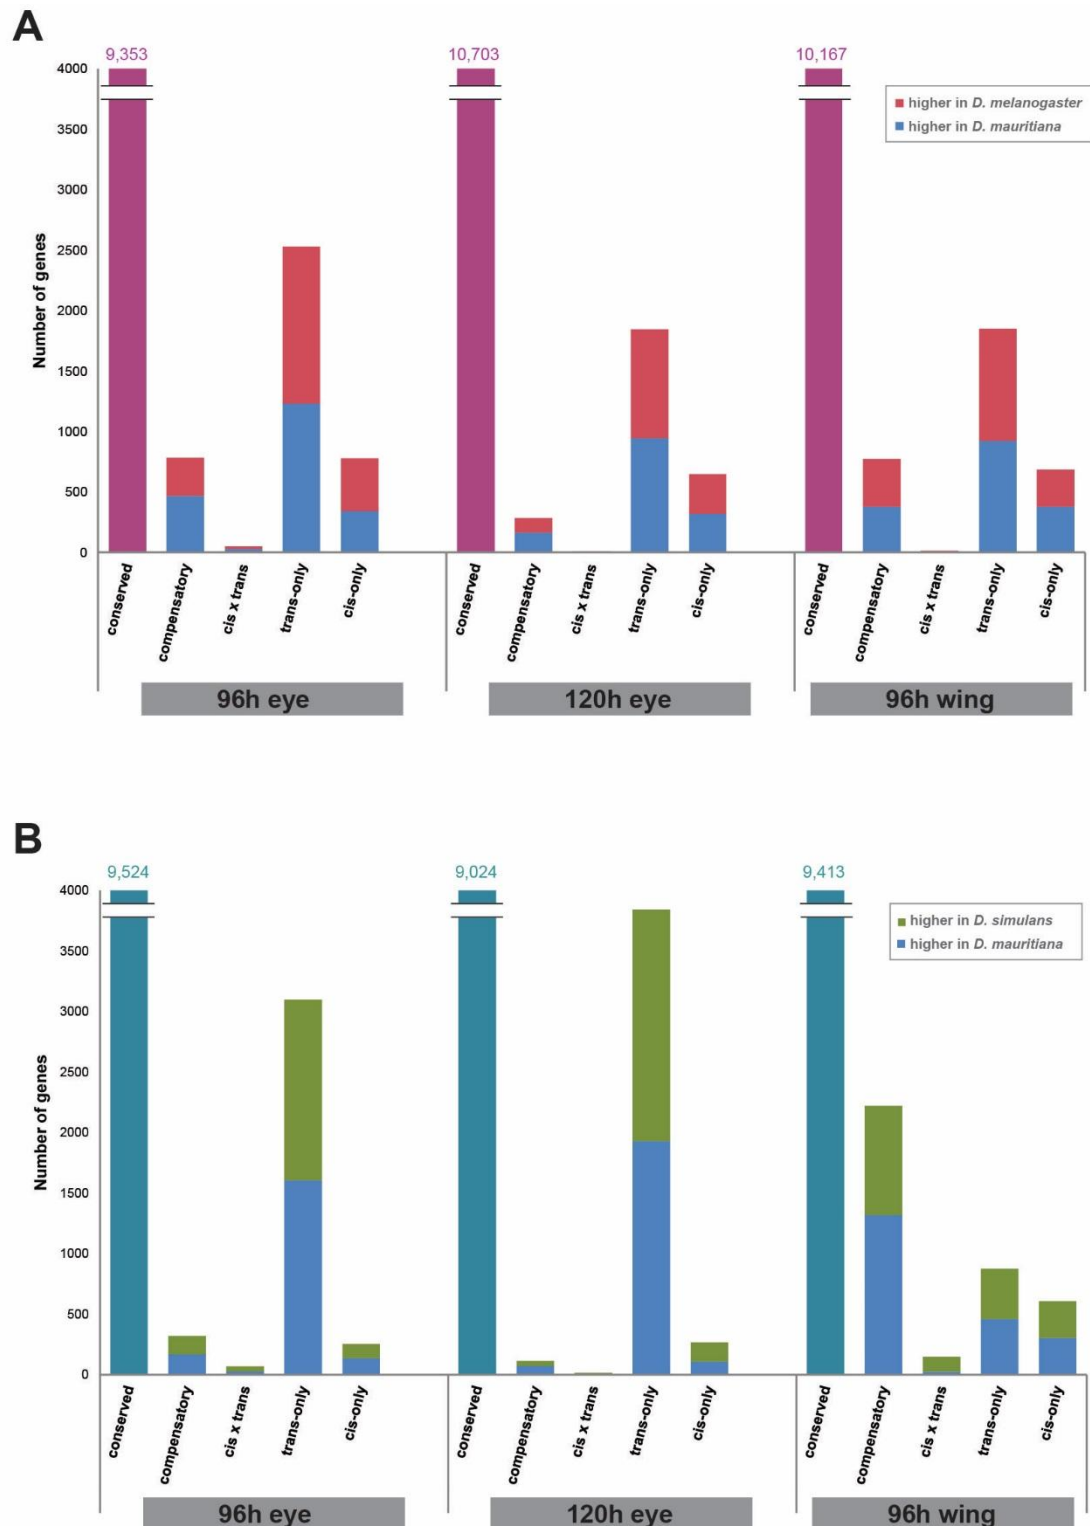 A
9,353
10,703
10,167
4000
3500
3000
2500
2000
1500
1000
500
0
Number of genes
higher in D. melanogaster
higher in D. mauritiana
conserved
compensatory
cis x trans
trans-only
cis-only
conserved
compensatory
cis x trans
trans-only
cis-only
conserved
compensatory
cis x trans
trans-only
cis-only
96h eye
120h eye
96h wing
B
9,524
9,024
9,413
4000
3500
3000
2500
2000
1500
1000
500
0
Number of genes
higher in D. simulans
higher in D. mauritiana
conserved
compensatory
cis x trans
trans-only
cis-only
conserved
compensatory
cis x trans
trans-only
cis-only
conserved
compensatory
cis x trans
trans-only
cis-only
96h eye
120h eye
96h wing